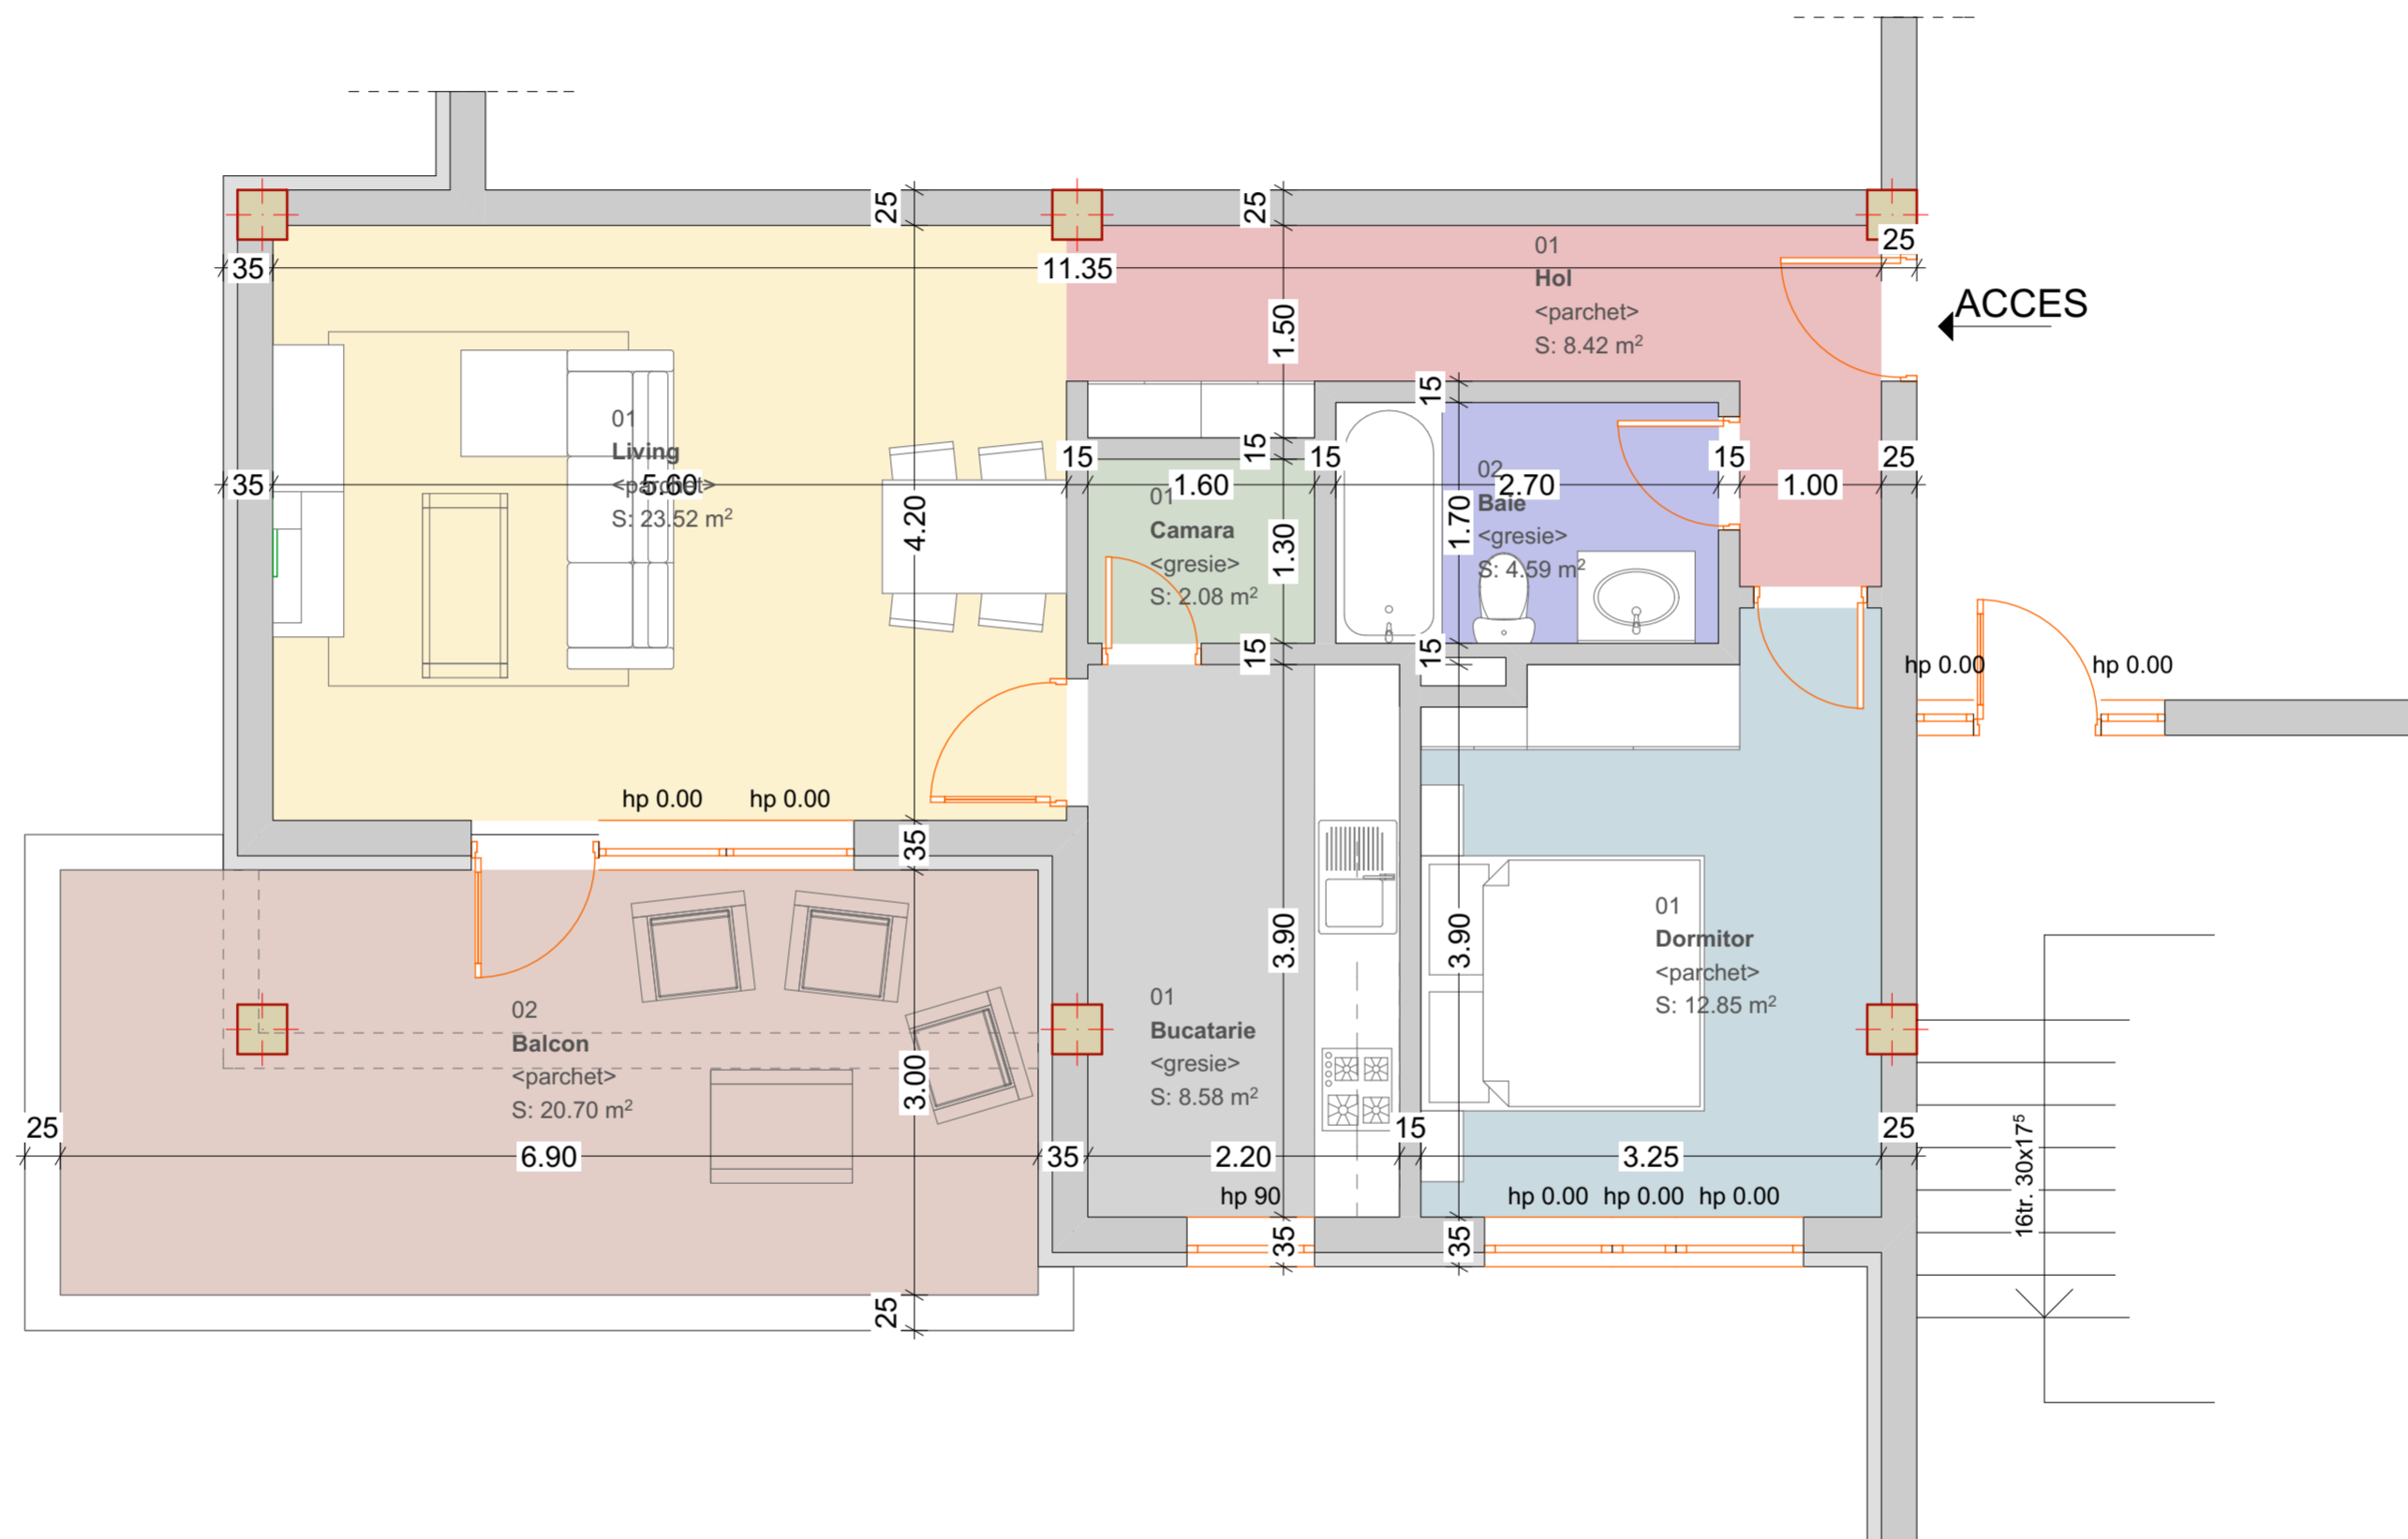 25
25
25
35
11.35
01
Hol
<parchet>
S: 8.42 m²
ACCES
1.50
15
01
Living
<parchet>
S: 23.52 m²
35
5.60
15
15
15
15
25
1.60
2.70
1.00
4.20
01
Camara
<gresie>
S: 2.08 m²
1.30
1.70
02
Baie
<gresie>
S: 4.59 m²
15
15
hp 0.00
hp 0.00
hp 0.00
hp 0.00
35
3.90
3.90
01
Dormitor
<parchet>
S: 12.85 m²
02
Balcon
<parchet>
S: 20.70 m²
3.00
01
Bucatarie
<gresie>
S: 8.58 m²
25
15
25
6.90
35
2.20
3.25
16tr. 30x17⁵
hp 90
hp 0.00
hp 0.00
hp 0.00
35
35
25